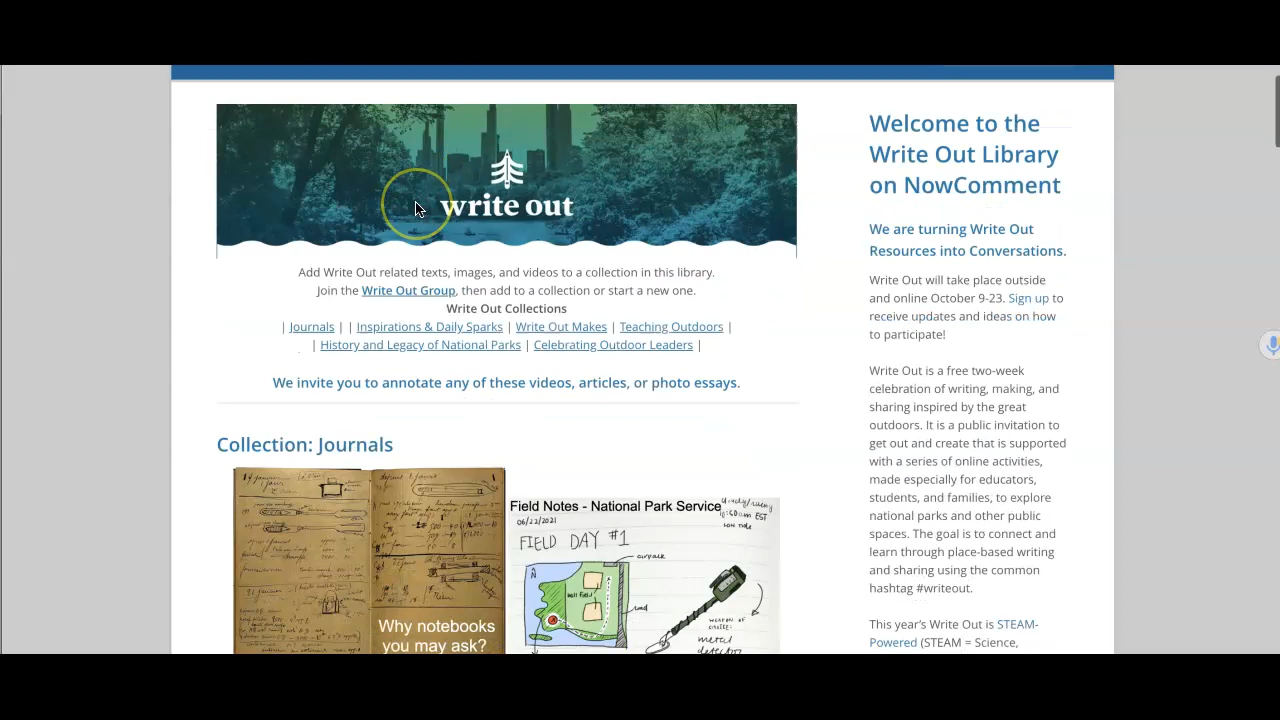 write out
Add Write Out related texts, images, and videos to a collection in this library.
Join the Write Out Group, then add to a collection or start a new one.
Write Out Collections
| Journals | | Inspirations & Daily Sparks | Write Out Makes | Teaching Outdoors |
| History and Legacy of National Parks | Celebrating Outdoor Leaders |
We invite you to annotate any of these videos, articles, or photo essays.
Collection: Journals
Why notebooks
you may ask?
Field Notes - National Park Service
06/22/2021
FIELD DAY #1
ball field
road
metal
detector
Welcome to the
Write Out Library
on NowComment
We are turning Write Out
Resources into Conversations.
Write Out will take place outside
and online October 9-23. Sign up to
receive updates and ideas on how
to participate!
Write Out is a free two-week
celebration of writing, making, and
sharing inspired by the great
outdoors. It is a public invitation to
get out and create that is supported
with a series of online activities,
made especially for educators,
students, and families, to explore
national parks and other public
spaces. The goal is to connect and
learn through place-based writing
and sharing using the common
hashtag #writeout.
This year's Write Out is STEAM-
Powered (STEAM = Science,